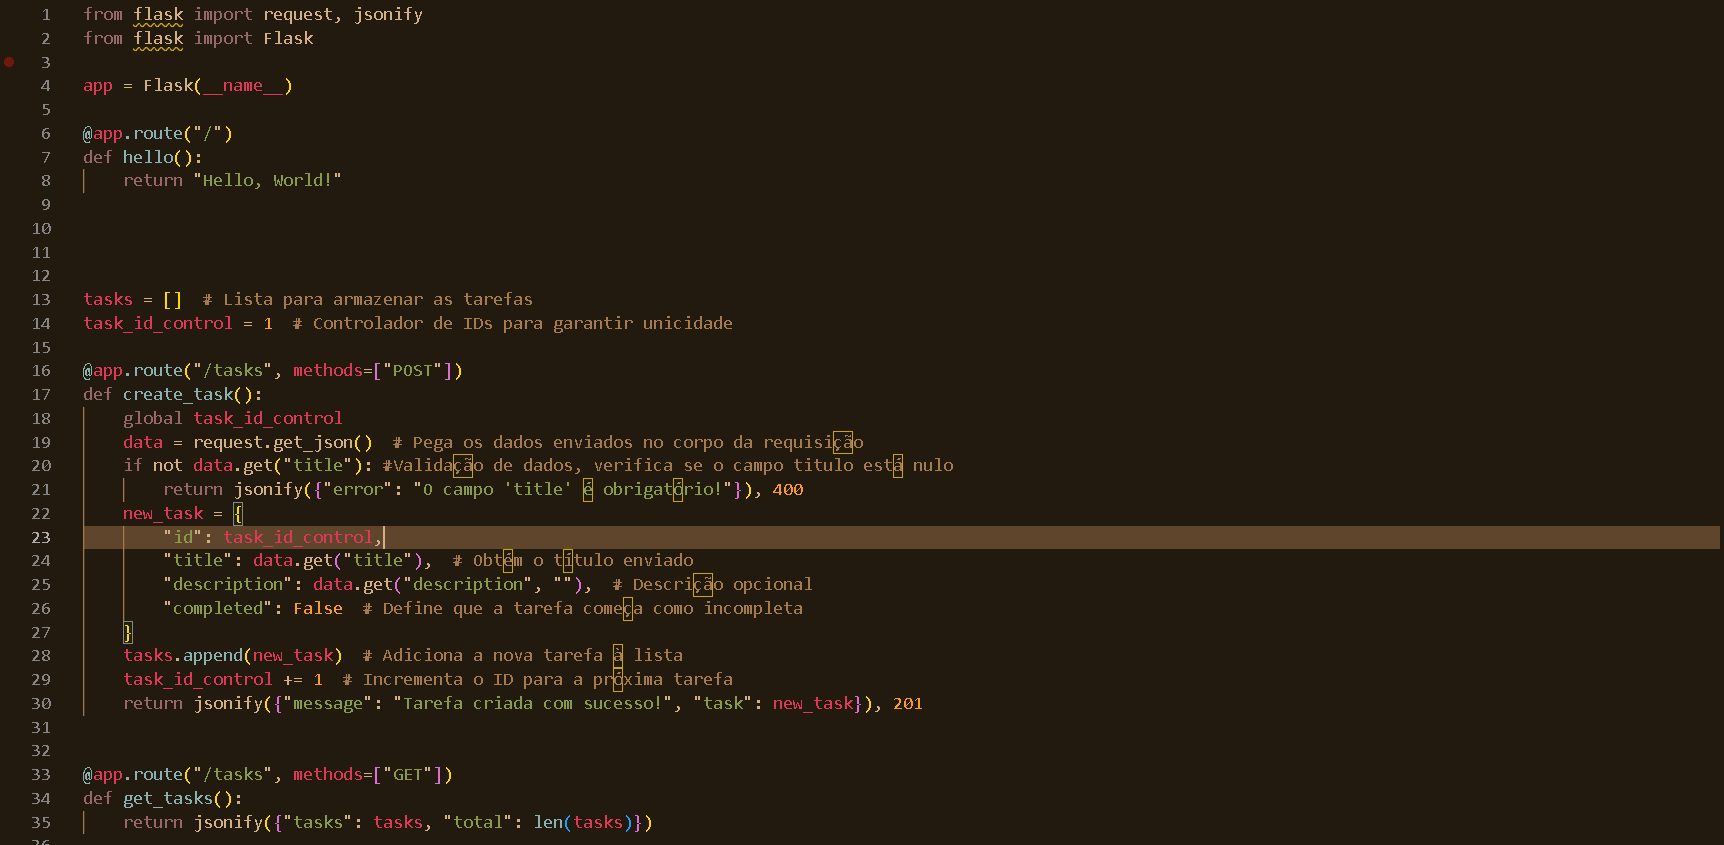 1 from flask import request, jsonify
2 from flask import Flask
3
4 app = Flask(__name__)
5
6 @app.route("/")
7 def hello():
8     return "Hello, World!"
9
10
11
12
13 tasks = []  # Lista para armazenar as tarefas
14 task_id_control = 1  # Controlador de IDs para garantir unicidade
15
16 @app.route("/tasks", methods=["POST"])
17 def create_task():
18     global task_id_control
19     data = request.get_json()  # Pega os dados enviados no corpo da requisição
20     if not data.get("title"): #Validação de dados, verifica se o campo titulo está nulo
21         return jsonify({"error": "O campo 'title' é obrigatório!"}), 400
22     new_task = {
23         "id": task_id_control,
24         "title": data.get("title"),  # Obtém o título enviado
25         "description": data.get("description", ""),  # Descrição opcional
26         "completed": False  # Define que a tarefa começa como incompleta
27     }
28     tasks.append(new_task)  # Adiciona a nova tarefa à lista
29     task_id_control += 1  # Incrementa o ID para a próxima tarefa
30     return jsonify({"message": "Tarefa criada com sucesso!", "task": new_task}), 201
31
32
33 @app.route("/tasks", methods=["GET"])
34 def get_tasks():
35     return jsonify({"tasks": tasks, "total": len(tasks)})
36